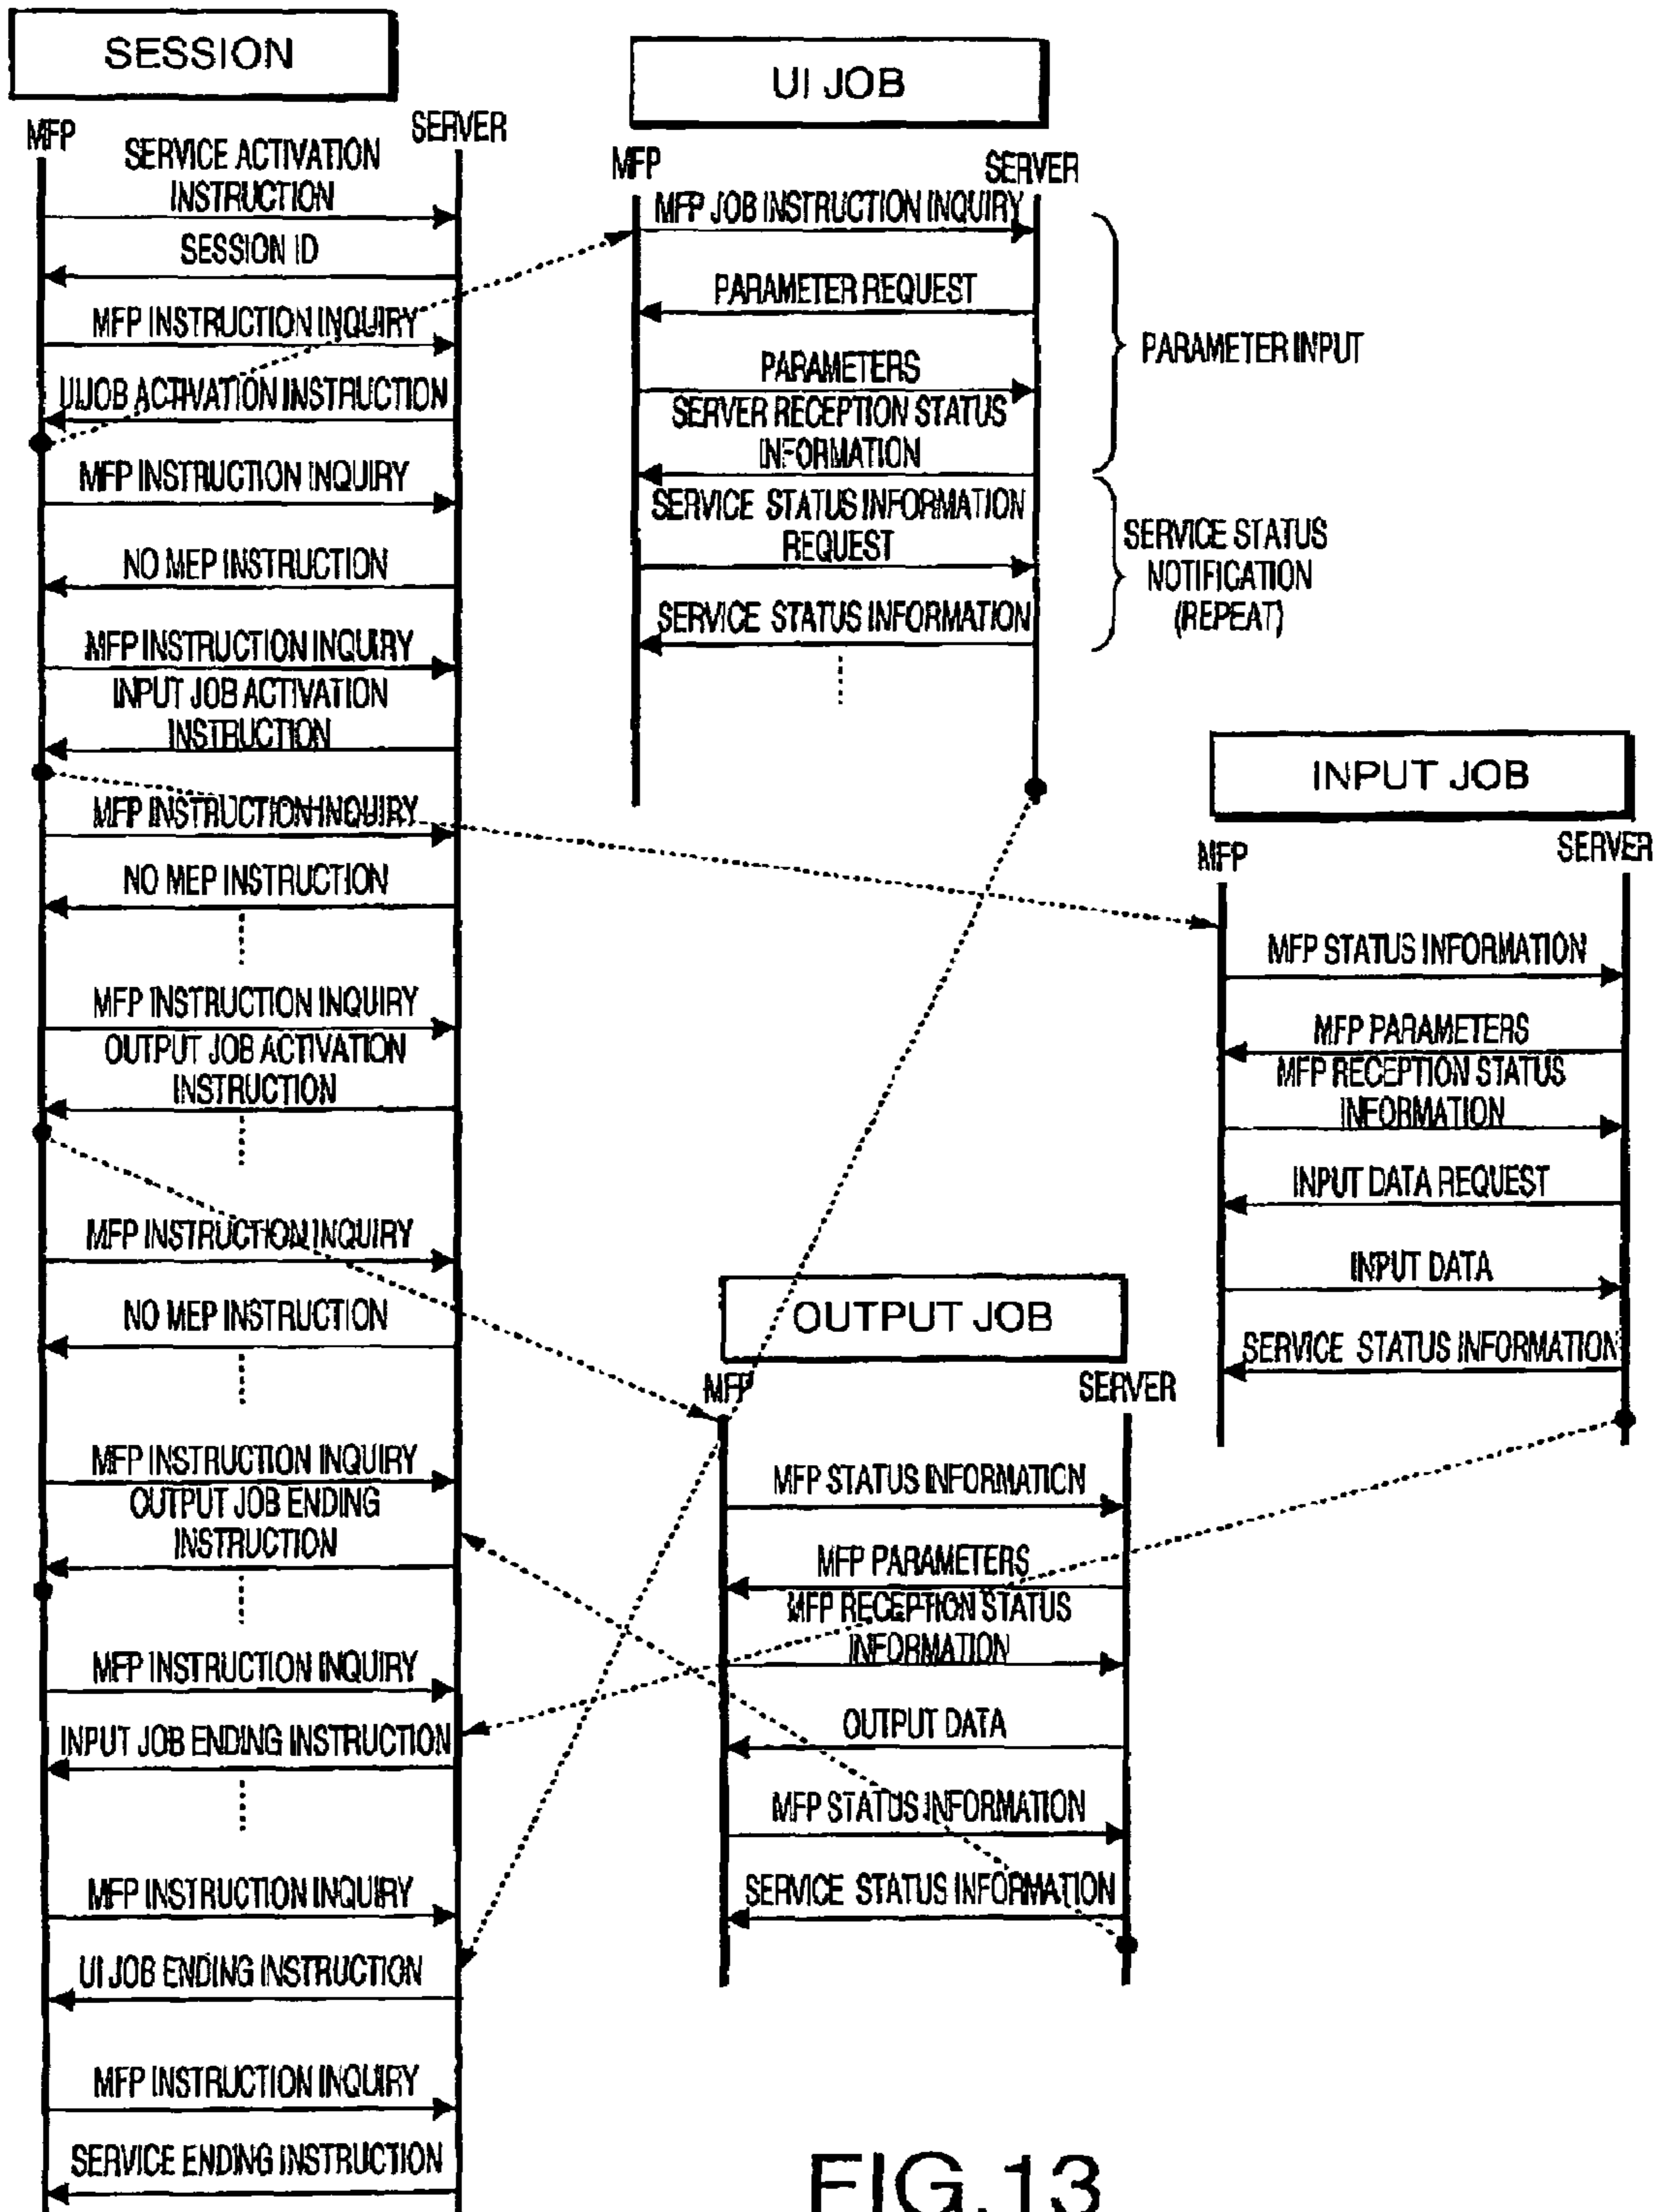 SESSION
MFP
SERVER
SERVICE ACTIVATION
INSTRUCTION
SESSION ID
MFP INSTRUCTION INQUIRY
UIJOB ACTIVATION INSTRUCTION
MFP INSTRUCTION INQUIRY
NO MEP INSTRUCTION
MFP INSTRUCTION INQUIRY
INPUT JOB ACTIVATION
INSTRUCTION
MFP INSTRUCTION INQUIRY
NO MEP INSTRUCTION
MFP INSTRUCTION INQUIRY
OUTPUT JOB ACTIVATION
INSTRUCTION
MFP INSTRUCTION INQUIRY
NO MEP INSTRUCTION
MFP INSTRUCTION INQUIRY
OUTPUT JOB ENDING
INSTRUCTION
MFP INSTRUCTION INQUIRY
INPUT JOB ENDING INSTRUCTION
MFP INSTRUCTION INQUIRY
UI JOB ENDING INSTRUCTION
MFP INSTRUCTION INQUIRY
SERVICE ENDING INSTRUCTION
UI JOB
MFP
SERVER
MFP JOB INSTRUCTION INQUIRY
PARAMETER REQUEST
PARAMETERS
SERVER RECEPTION STATUS
INFORMATION
SERVICE STATUS INFORMATION
REQUEST
SERVICE STATUS INFORMATION
PARAMETER INPUT
SERVICE STATUS
NOTIFICATION
(REPEAT)
INPUT JOB
MFP
SERVER
MFP STATUS INFORMATION
MFP PARAMETERS
MFP RECEPTION STATUS
INFORMATION
INPUT DATA REQUEST
INPUT DATA
SERVICE STATUS INFORMATION
OUTPUT JOB
MFP
SERVER
MFP STATUS INFORMATION
MFP PARAMETERS
MFP RECEPTION STATUS
INFORMATION
OUTPUT DATA
MFP STATUS INFORMATION
SERVICE STATUS INFORMATION
FIG.13